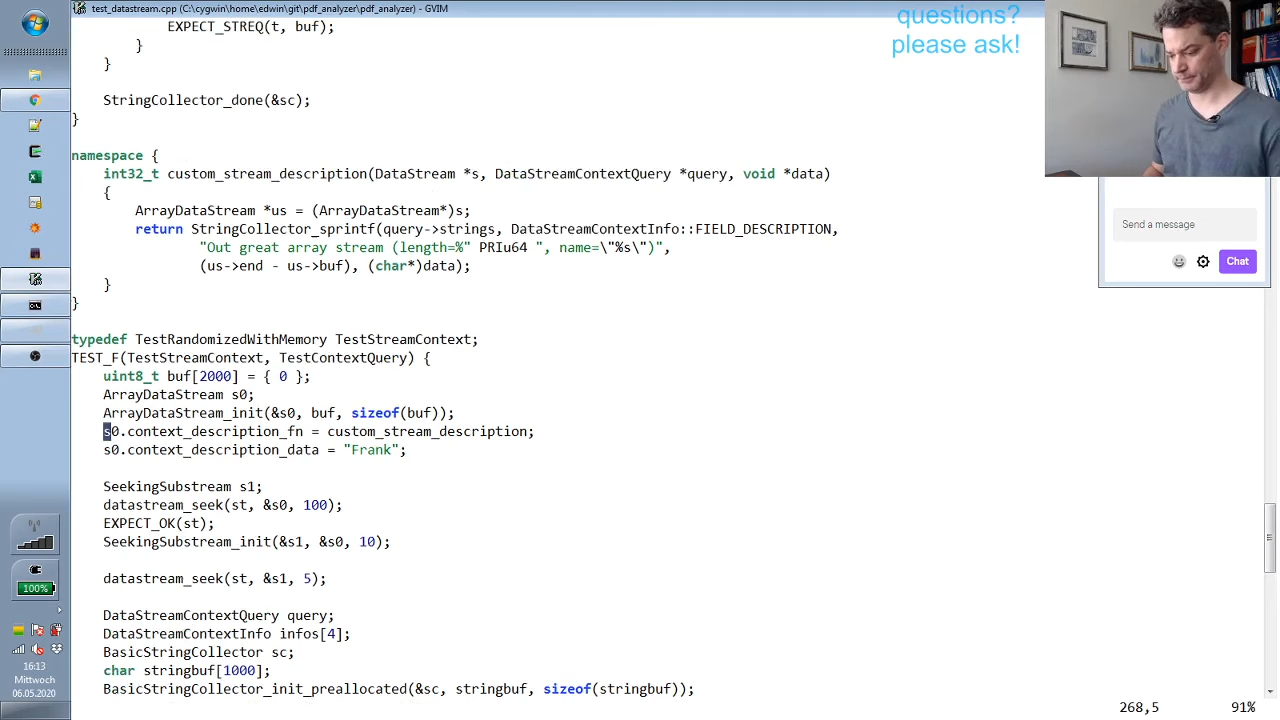 test_datastream.cpp (C:\cygwin\home\edwin\git\pdf_analyzer\pdf_analyzer) - GVIM
questions?
please ask!
            EXPECT_STREQ(t, buf);
        }
    }

    StringCollector_done(&sc);
}

namespace {
    int32_t custom_stream_description(DataStream *s, DataStreamContextQuery *query, void *data)
    {
        ArrayDataStream *us = (ArrayDataStream*)s;
        return StringCollector_sprintf(query->strings, DataStreamContextInfo::FIELD_DESCRIPTION,
                "Out great array stream (length=%" PRIu64 ", name=\"%s\")",
                (us->end - us->buf), (char*)data);
    }
}

typedef TestRandomizedWithMemory TestStreamContext;
TEST_F(TestStreamContext, TestContextQuery) {
    uint8_t buf[2000] = { 0 };
    ArrayDataStream s0;
    ArrayDataStream_init(&s0, buf, sizeof(buf));
    s0.context_description_fn = custom_stream_description;
    s0.context_description_data = "Frank";

    SeekingSubstream s1;
    datastream_seek(st, &s0, 100);
    EXPECT_OK(st);
    SeekingSubstream_init(&s1, &s0, 10);

    datastream_seek(st, &s1, 5);

    DataStreamContextQuery query;
    DataStreamContextInfo infos[4];
    BasicStringCollector sc;
    char stringbuf[1000];
    BasicStringCollector_init_preallocated(&sc, stringbuf, sizeof(stringbuf));
268,5
91%
Send a message
Chat
100%
16:13
Mittwoch
06.05.2020